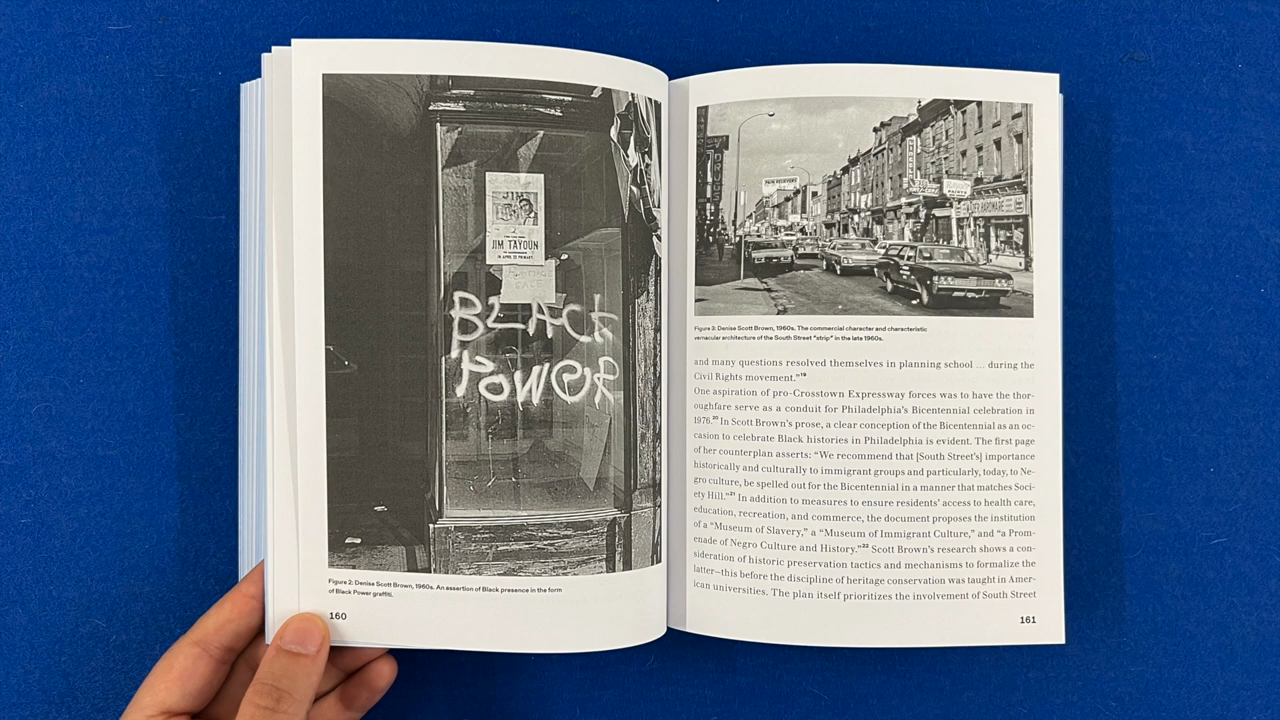 JIM TAYOUN
BLACK
POWER
Figure 2: Denise Scott Brown, 1960s. An assertion of Black presence in the form
of Black Power graffiti.
160
DRUGS
PAIN RELIEVERS
HARDWARE
Figure 3: Denise Scott Brown, 1960s. The commercial character and characteristic
vernacular architecture of the South Street "strip" in the late 1960s.
and many questions resolved themselves in planning school … during the
Civil Rights movement."¹⁹
One aspiration of pro-Crosstown Expressway forces was to have the thor-
oughfare serve as a conduit for Philadelphia's Bicentennial celebration in
1976.²⁰ In Scott Brown's prose, a clear conception of the Bicentennial as an oc-
casion to celebrate Black histories in Philadelphia is evident. The first page
of her counterplan asserts: "We recommend that [South Street's] importance
historically and culturally to immigrant groups and particularly, today, to Ne-
gro culture, be spelled out for the Bicentennial in a manner that matches Soci-
ety Hill."²¹ In addition to measures to ensure residents' access to health care,
education, recreation, and commerce, the document proposes the institution
of a "Museum of Slavery," a "Museum of Immigrant Culture," and "a Prom-
enade of Negro Culture and History."²² Scott Brown's research shows a con-
sideration of historic preservation tactics and mechanisms to formalize the
latter—this before the discipline of heritage conservation was taught in Amer-
ican universities. The plan itself prioritizes the involvement of South Street
161